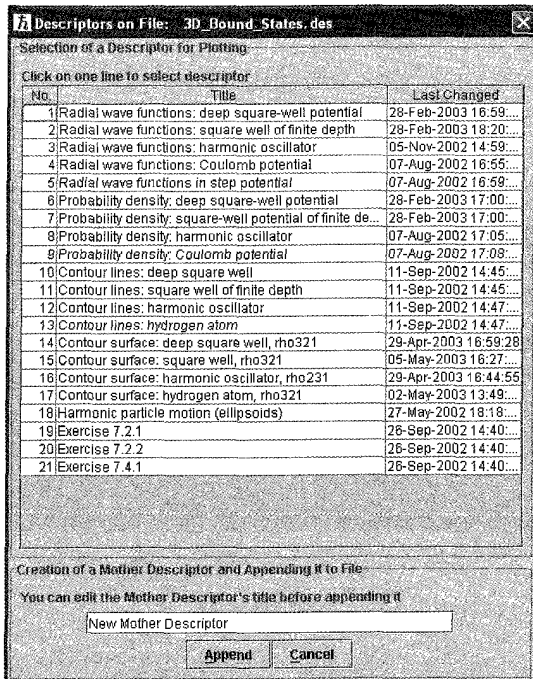 ħ Descriptors on File: 3D_Bound_States.des
Selection of a Descriptor for Plotting
Click on one line to select descriptor
No. Title Last Changed
1 Radial wave functions: deep square-well potential 28-Feb-2003 16:59:...
2 Radial wave functions: square well of finite depth 28-Feb-2003 18:20:...
3 Radial wave functions: harmonic oscillator 05-Nov-2002 14:59:...
4 Radial wave functions: Coulomb potential 07-Aug-2002 16:55:...
5 Radial wave functions in step potential 07-Aug-2002 16:59:...
6 Probability density: deep square-well potential 28-Feb-2003 17:00:...
7 Probability density: square-well potential of finite de... 28-Feb-2003 17:00:...
8 Probability density: harmonic oscillator 07-Aug-2002 17:05:...
9 Probability density: Coulomb potential 07-Aug-2002 17:08:...
10 Contour lines: deep square well 11-Sep-2002 14:45:...
11 Contour lines: square well of finite depth 11-Sep-2002 14:45:...
12 Contour lines: harmonic oscillator 11-Sep-2002 14:47:...
13 Contour lines: hydrogen atom 11-Sep-2002 14:47:...
14 Contour surface: deep square well, rho321 29-Apr-2003 16:59:28
15 Contour surface: square well, rho321 05-May-2003 16:27:...
16 Contour surface: harmonic oscillator, rho231 29-Apr-2003 16:44:55
17 Contour surface: hydrogen atom, rho321 02-May-2003 13:49:...
18 Harmonic particle motion (ellipsoids) 27-May-2002 18:18:...
19 Exercise 7.2.1 26-Sep-2002 14:40:...
20 Exercise 7.2.2 26-Sep-2002 14:40:...
21 Exercise 7.4.1 26-Sep-2002 14:40:...
Creation of a Mother Descriptor and Appending it to File
You can edit the Mother Descriptor's title before appending it
New Mother Descriptor
Append Cancel